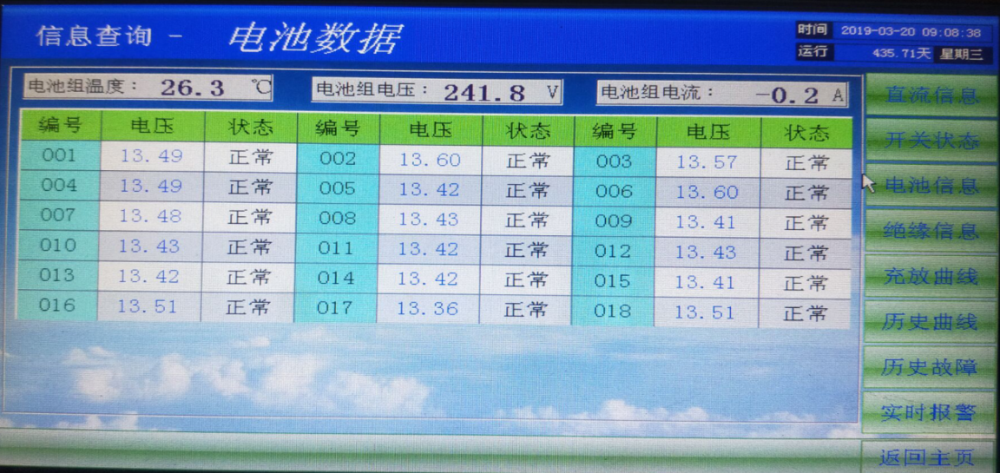 信息查询 - 电池数据
时间 2019-03-20 09:08:38
运行 435.71天 星期三
电池组温度： 26.3 ℃ 电池组电压： 241.8 V 电池组电流： -0.2 A
编号 电压 状态 编号 电压 状态 编号 电压 状态
001 13.49 正常 002 13.60 正常 003 13.57 正常
004 13.49 正常 005 13.42 正常 006 13.60 正常
007 13.48 正常 008 13.43 正常 009 13.41 正常
010 13.43 正常 011 13.42 正常 012 13.43 正常
013 13.42 正常 014 13.42 正常 015 13.41 正常
016 13.51 正常 017 13.36 正常 018 13.51 正常
直流信息
开关状态
电池信息
绝缘信息
充放曲线
历史曲线
历史故障
实时报警
返回主页